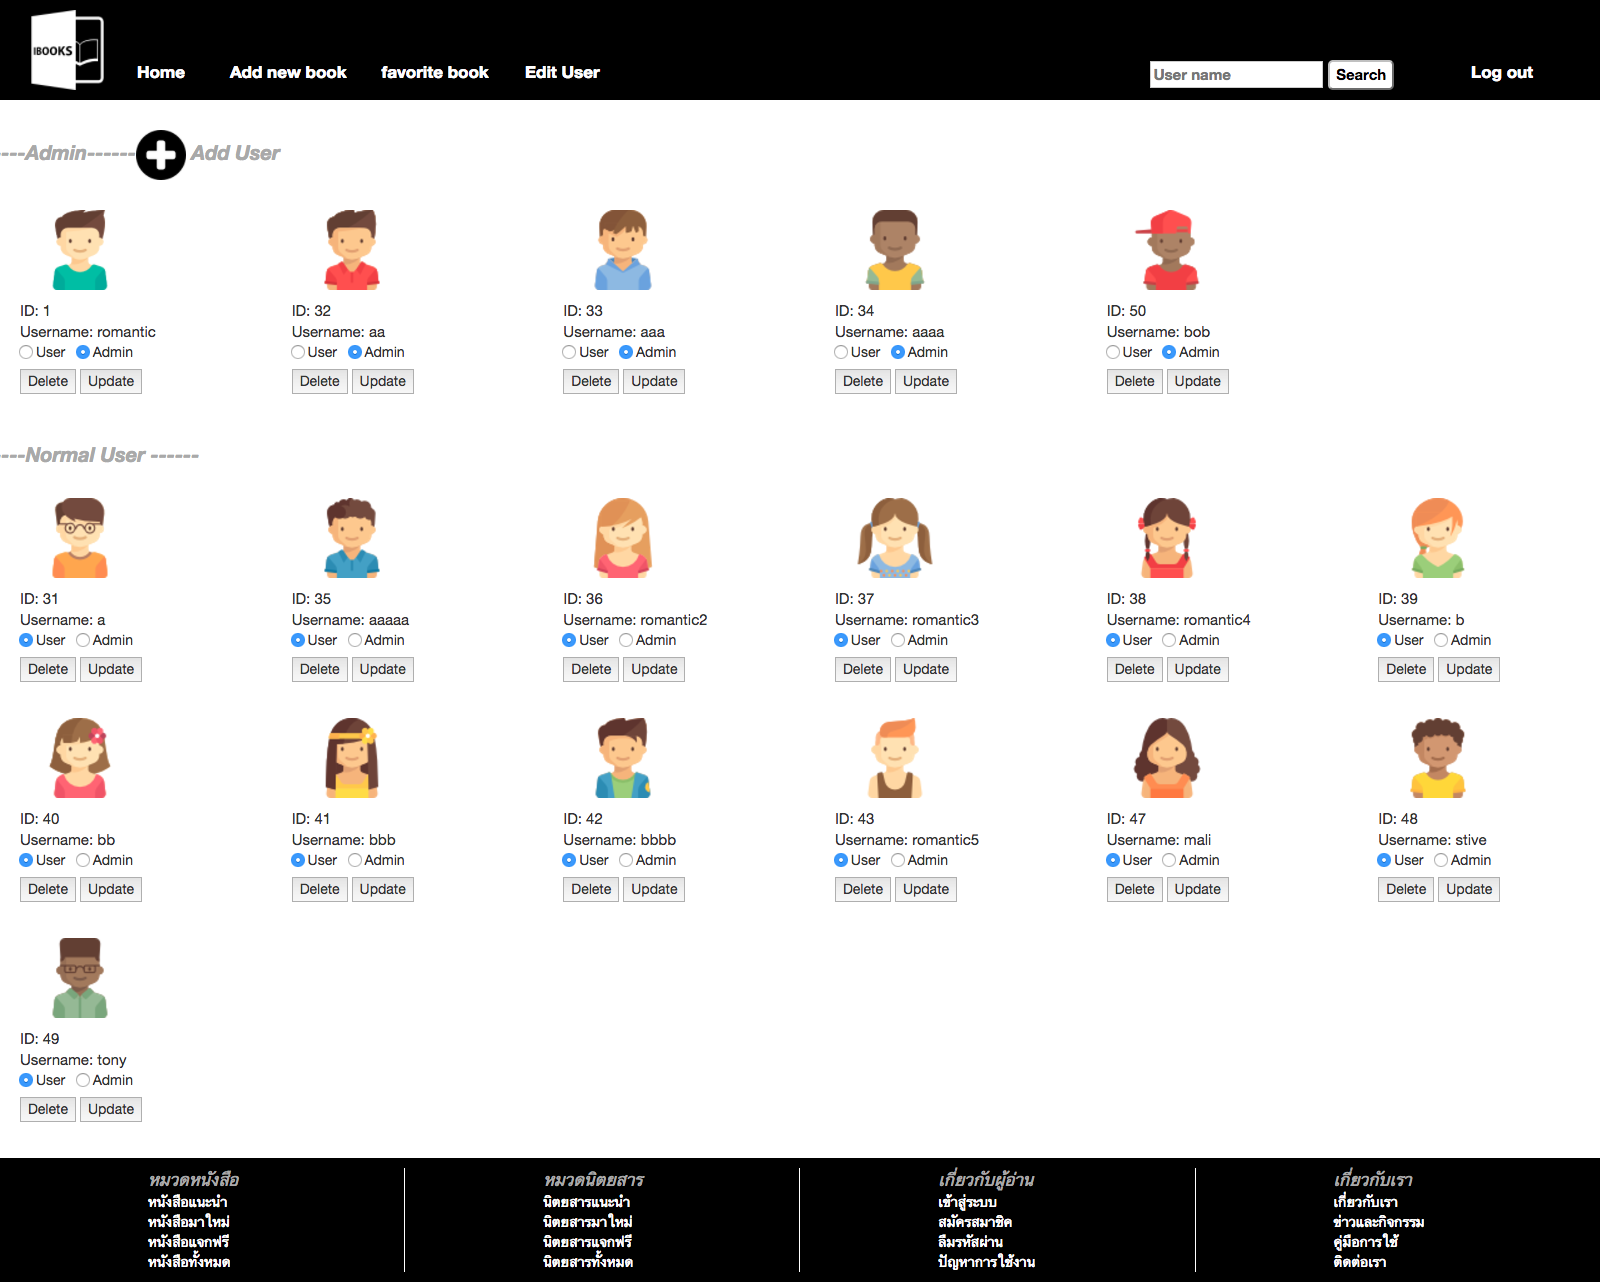 IBOOKS
Home Add new book favorite book Edit User User name Search Log out
----Admin------ Add User
ID: 1 ID: 32 ID: 33 ID: 34 ID: 50
Username: romantic Username: aa Username: aaa Username: aaaa Username: bob
User Admin User Admin User Admin User Admin User Admin
Delete Update Delete Update Delete Update Delete Update Delete Update
----Normal User ------
ID: 31 ID: 35 ID: 36 ID: 37 ID: 38 ID: 39
Username: a Username: aaaaa Username: romantic2 Username: romantic3 Username: romantic4 Username: b
User Admin User Admin User Admin User Admin User Admin User Admin
Delete Update Delete Update Delete Update Delete Update Delete Update Delete Update
ID: 40 ID: 41 ID: 42 ID: 43 ID: 47 ID: 48
Username: bb Username: bbb Username: bbbb Username: romantic5 Username: mali Username: stive
User Admin User Admin User Admin User Admin User Admin User Admin
Delete Update Delete Update Delete Update Delete Update Delete Update Delete Update
ID: 49
Username: tony
User Admin
Delete Update
หมวดหนังสือ หมวดนิตยสาร เกี่ยวกับผู้อ่าน เกี่ยวกับเรา
หนังสือแนะนำ นิตยสารแนะนำ เข้าสู่ระบบ เกี่ยวกับเรา
หนังสือมาใหม่ นิตยสารมาใหม่ สมัครสมาชิค ข่าวและกิจกรรม
หนังสือแจกฟรี นิตยสารแจกฟรี ลืมรหัสผ่าน คู่มือการใช้
หนังสือทั้งหมด นิตยสารทั้งหมด ปัญหาการใช้งาน ติดต่อเรา